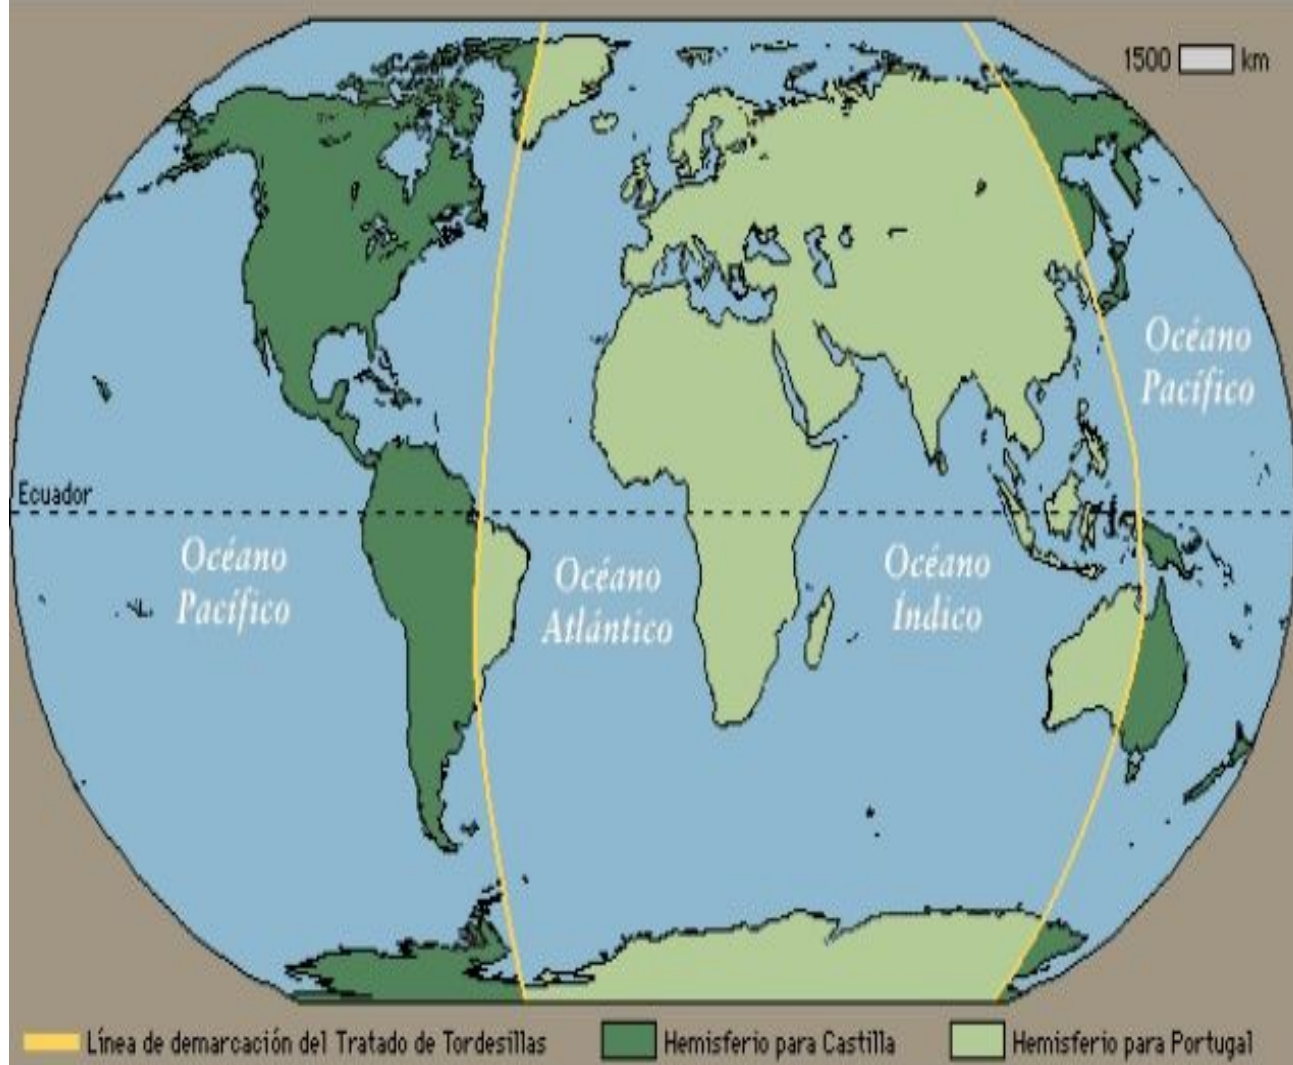 1500 km
Océano
Pacífico
Ecuador
Océano
Pacífico
Océano
Atlántico
Océano
Índico
Línea de demarcación del Tratado de Tordesillas
Hemisferio para Castilla
Hemisferio para Portugal